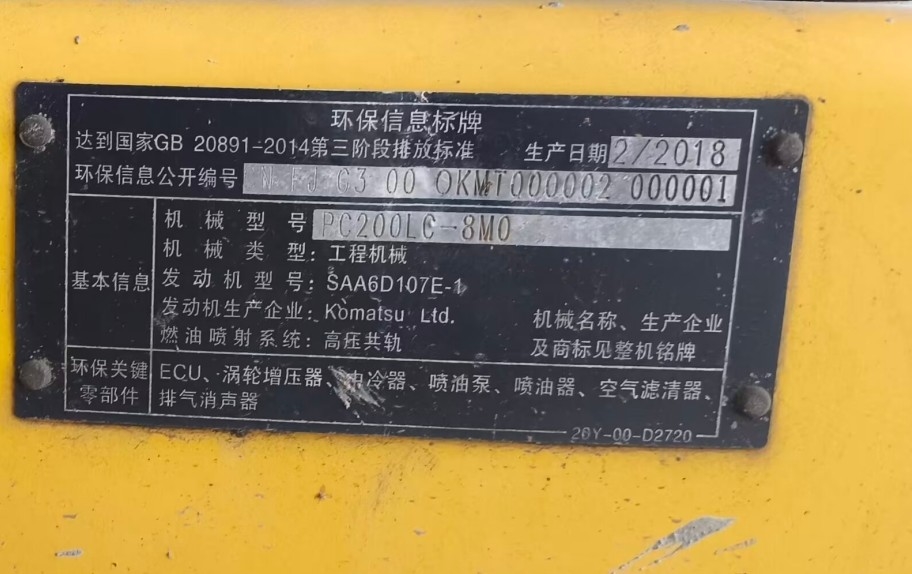 环保信息标牌
达到国家GB 20891-2014第三阶段排放标准 生产日期 2/2018
环保信息公开编号 FJ G3 00 OKMT000002 000001
基本信息
机械型号 PC200LC-8M0
机械类型：工程机械
发动机型号：SAA6D107E-1
发动机生产企业：Komatsu Ltd.
燃油喷射系统：高压共轨
机械名称、生产企业
及商标见整机铭牌
环保关键
零部件
ECU、涡轮增压器、中冷器、喷油泵、喷油器、空气滤清器、
排气消声器
20Y-00-D2720